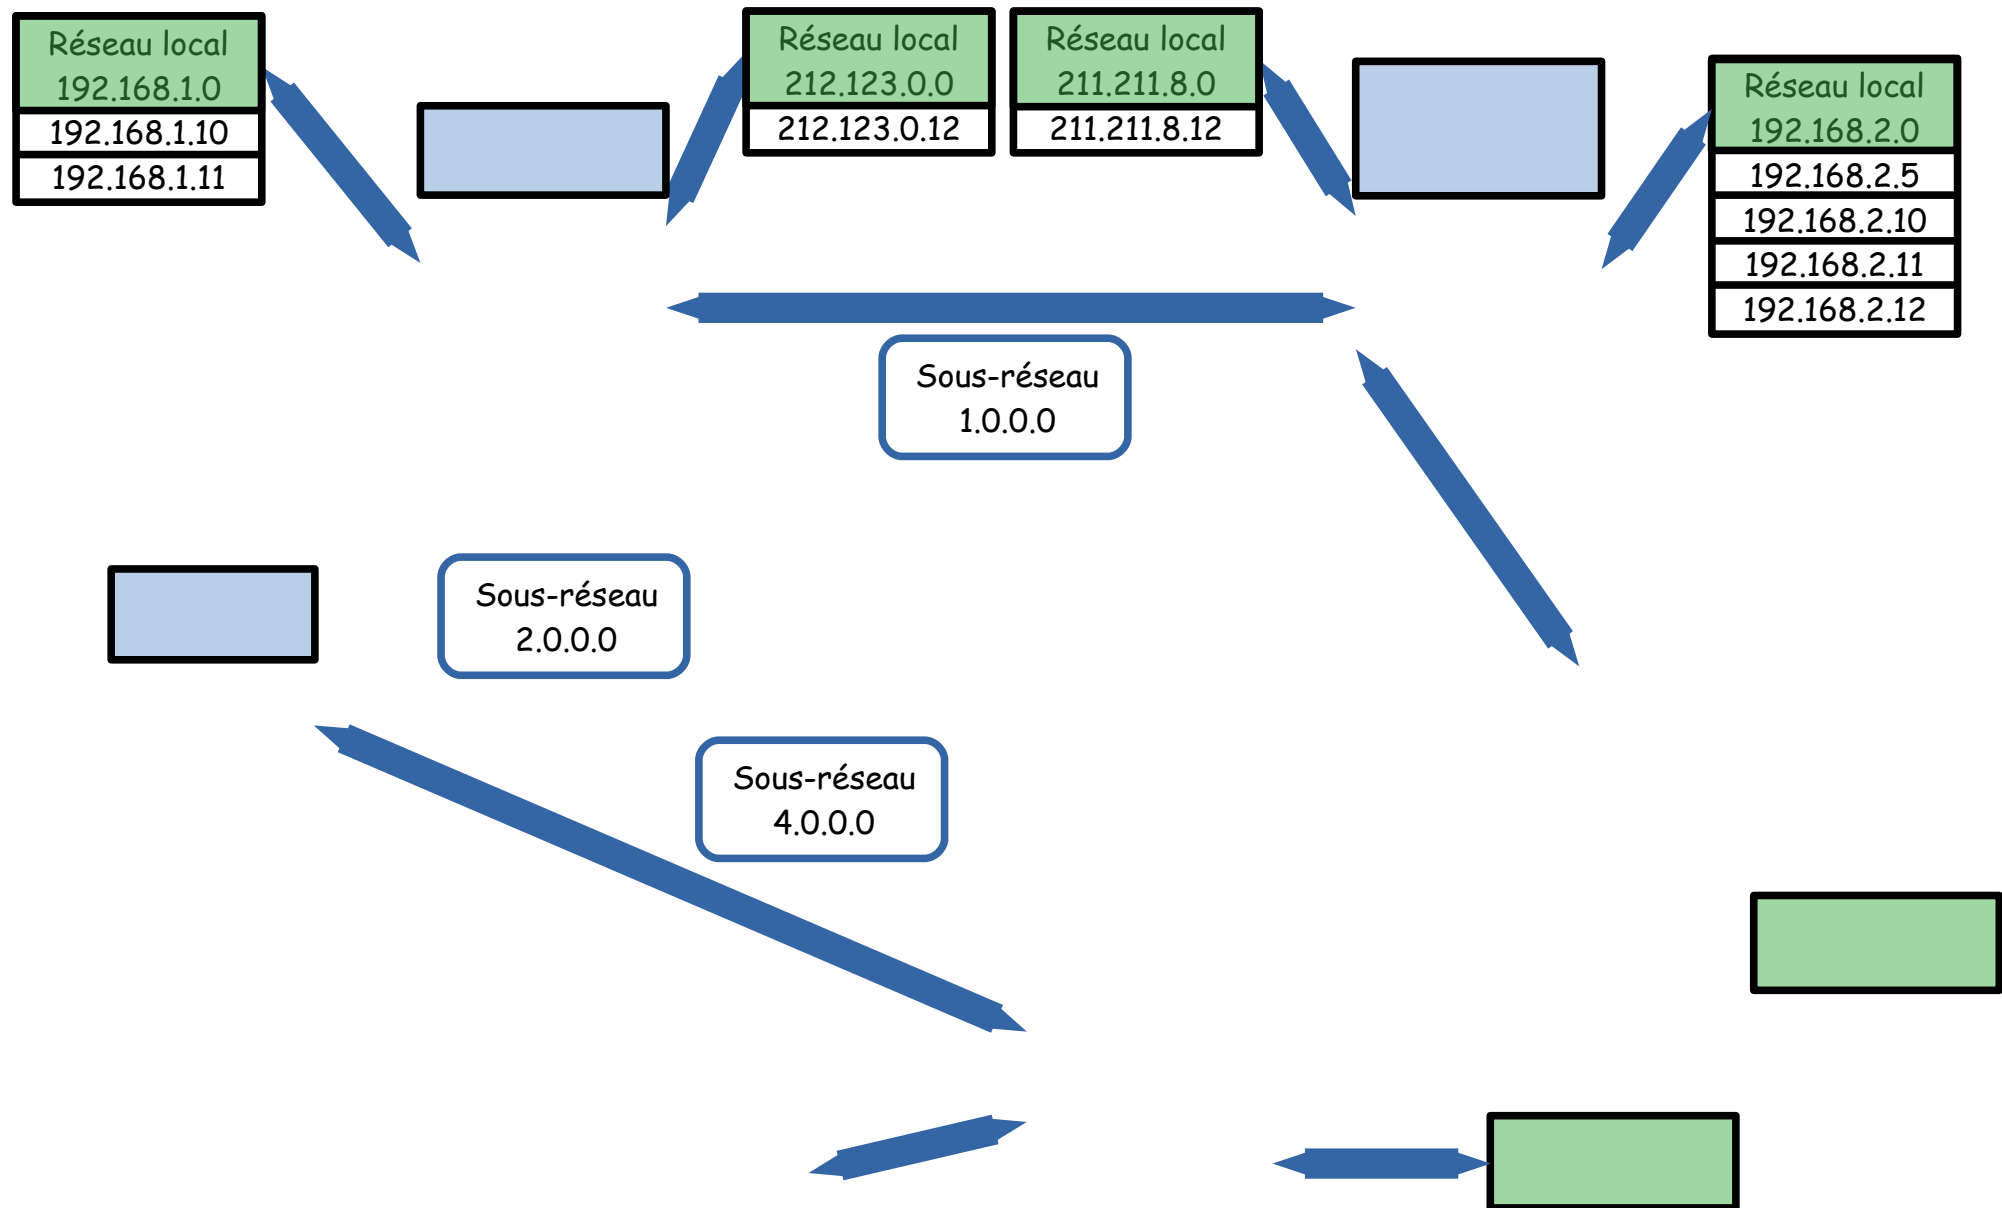 Réseau local
192.168.1.0
192.168.1.10
192.168.1.11
Réseau local
212.123.0.0
212.123.0.12
Réseau local
211.211.8.0
211.211.8.12
Réseau local
192.168.2.0
192.168.2.5
192.168.2.10
192.168.2.11
192.168.2.12
Sous-réseau
1.0.0.0
Sous-réseau
2.0.0.0
Sous-réseau
4.0.0.0